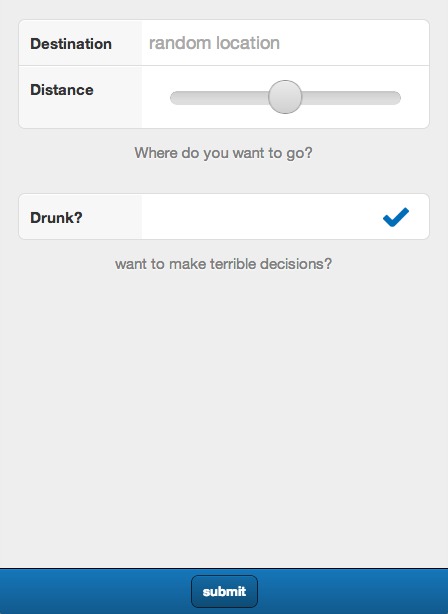 Destination random location
Distance
Where do you want to go?
Drunk?
want to make terrible decisions?
submit